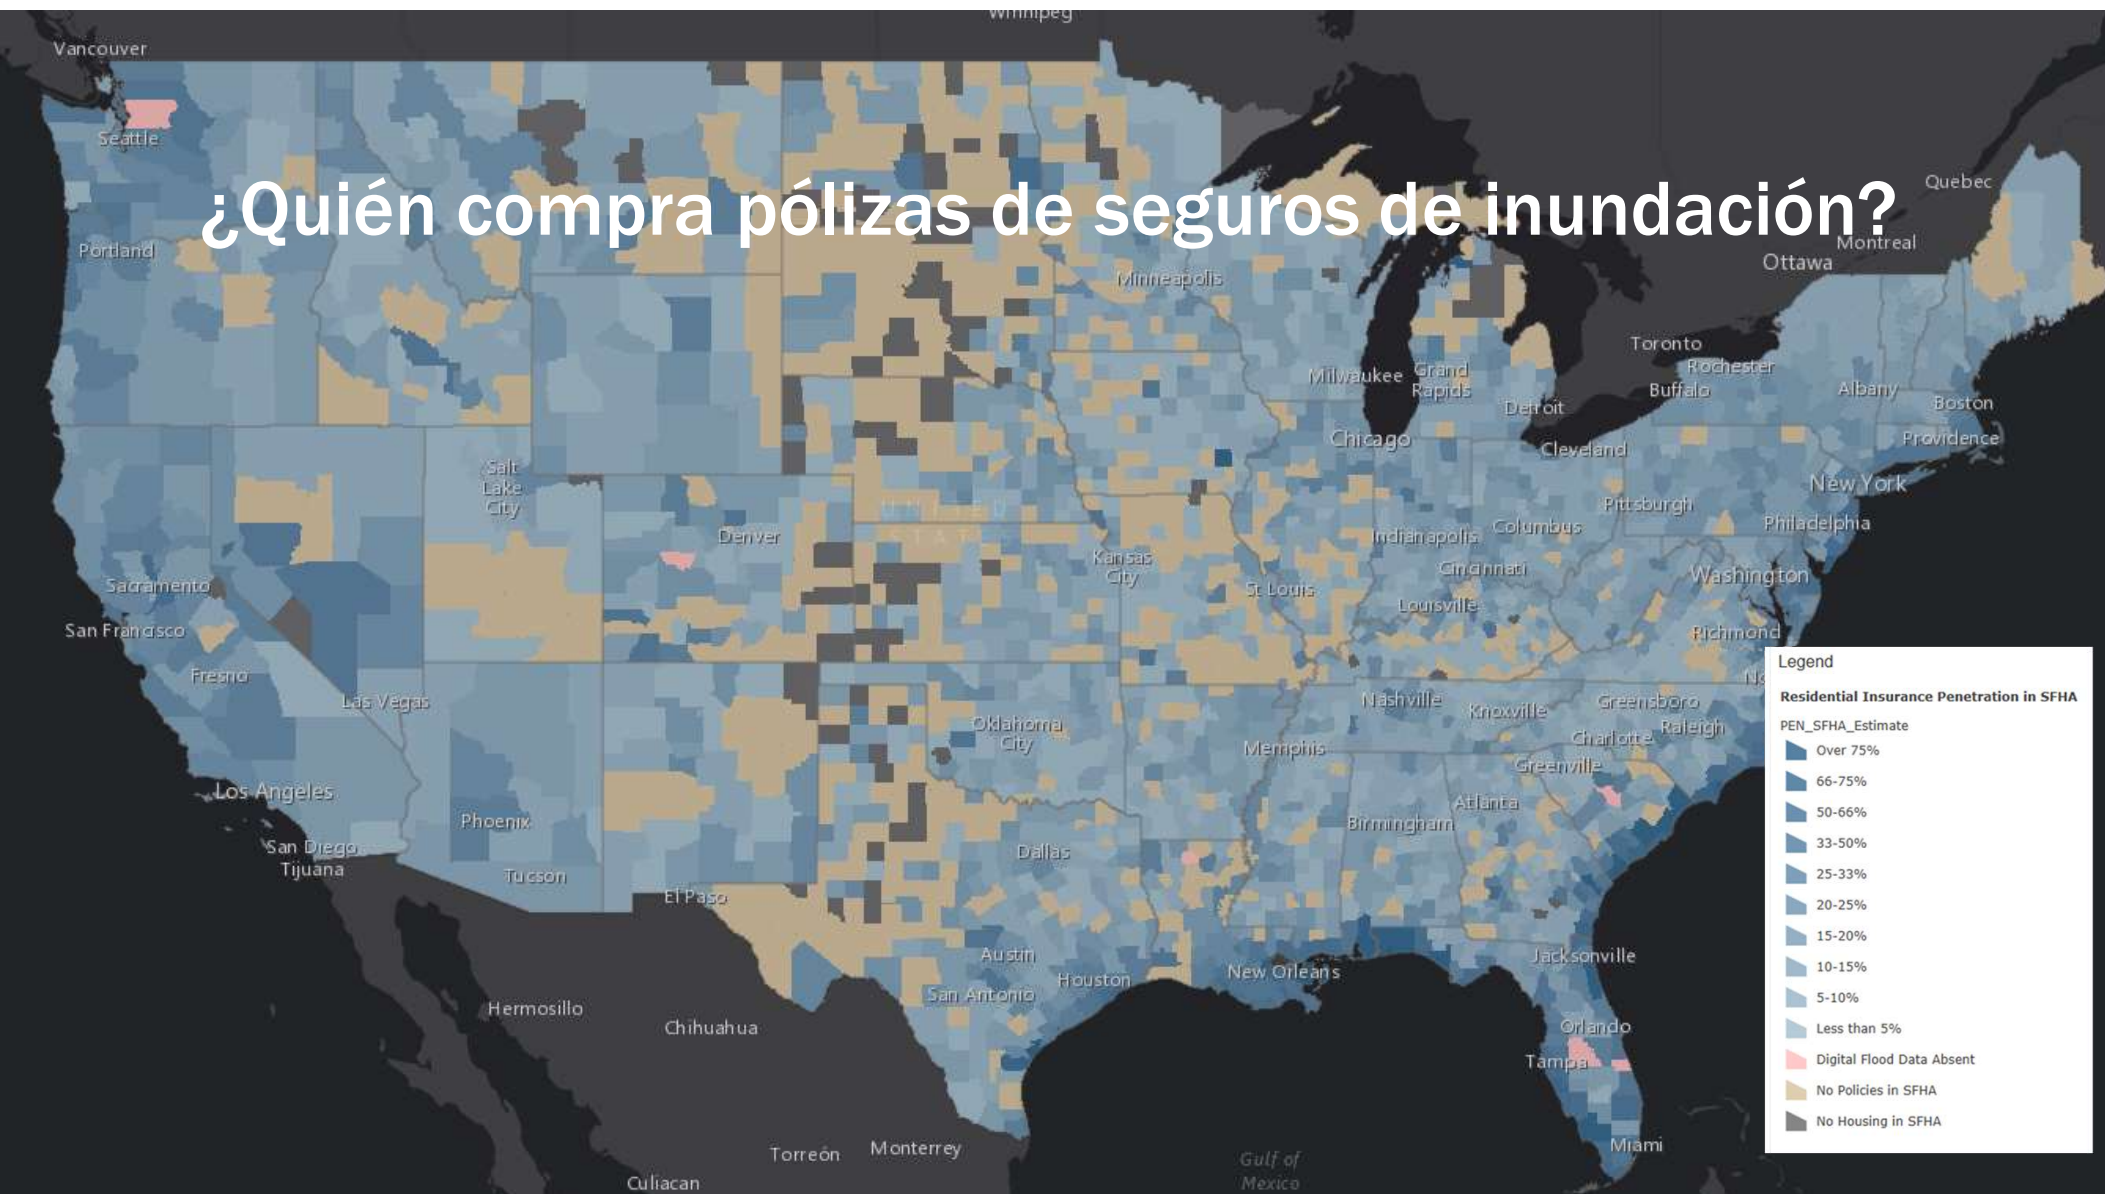 Winnipeg
Vancouver
Seattle
¿Quién compra pólizas de seguros de inundación?
Quebec
Portland
Montreal
Ottawa
Minneapolis
Toronto
Rochester
Milwaukee
Grand
Rapids
Buffalo
Albany
Detroit
Boston
Chicago
Providence
Cleveland
Salt
Lake
City
New York
Pittsburgh
UNITED
STATES
Philadelphia
Denver
Indianapolis
Columbus
Kansas
City
Cincinnati
Washington
Sacramento
St Louis
Louisville
San Francisco
Richmond
Fresno
Las Vegas
Nashville
Knoxville
Greensboro
Raleigh
Oklahoma
City
Memphis
Charlotte
Greenville
Los Angeles
Atlanta
Phoenix
Birmingham
San Diego
Tijuana
Dallas
Tucson
El Paso
Austin
Jacksonville
Houston
New Orleans
San Antonio
Hermosillo
Chihuahua
Orlando
Tampa
Miami
Torreón
Monterrey
Gulf of
Mexico
Culiacan
Legend
Residential Insurance Penetration in SFHA
PEN_SFHA_Estimate
Over 75%
66-75%
50-66%
33-50%
25-33%
20-25%
15-20%
10-15%
5-10%
Less than 5%
Digital Flood Data Absent
No Policies in SFHA
No Housing in SFHA